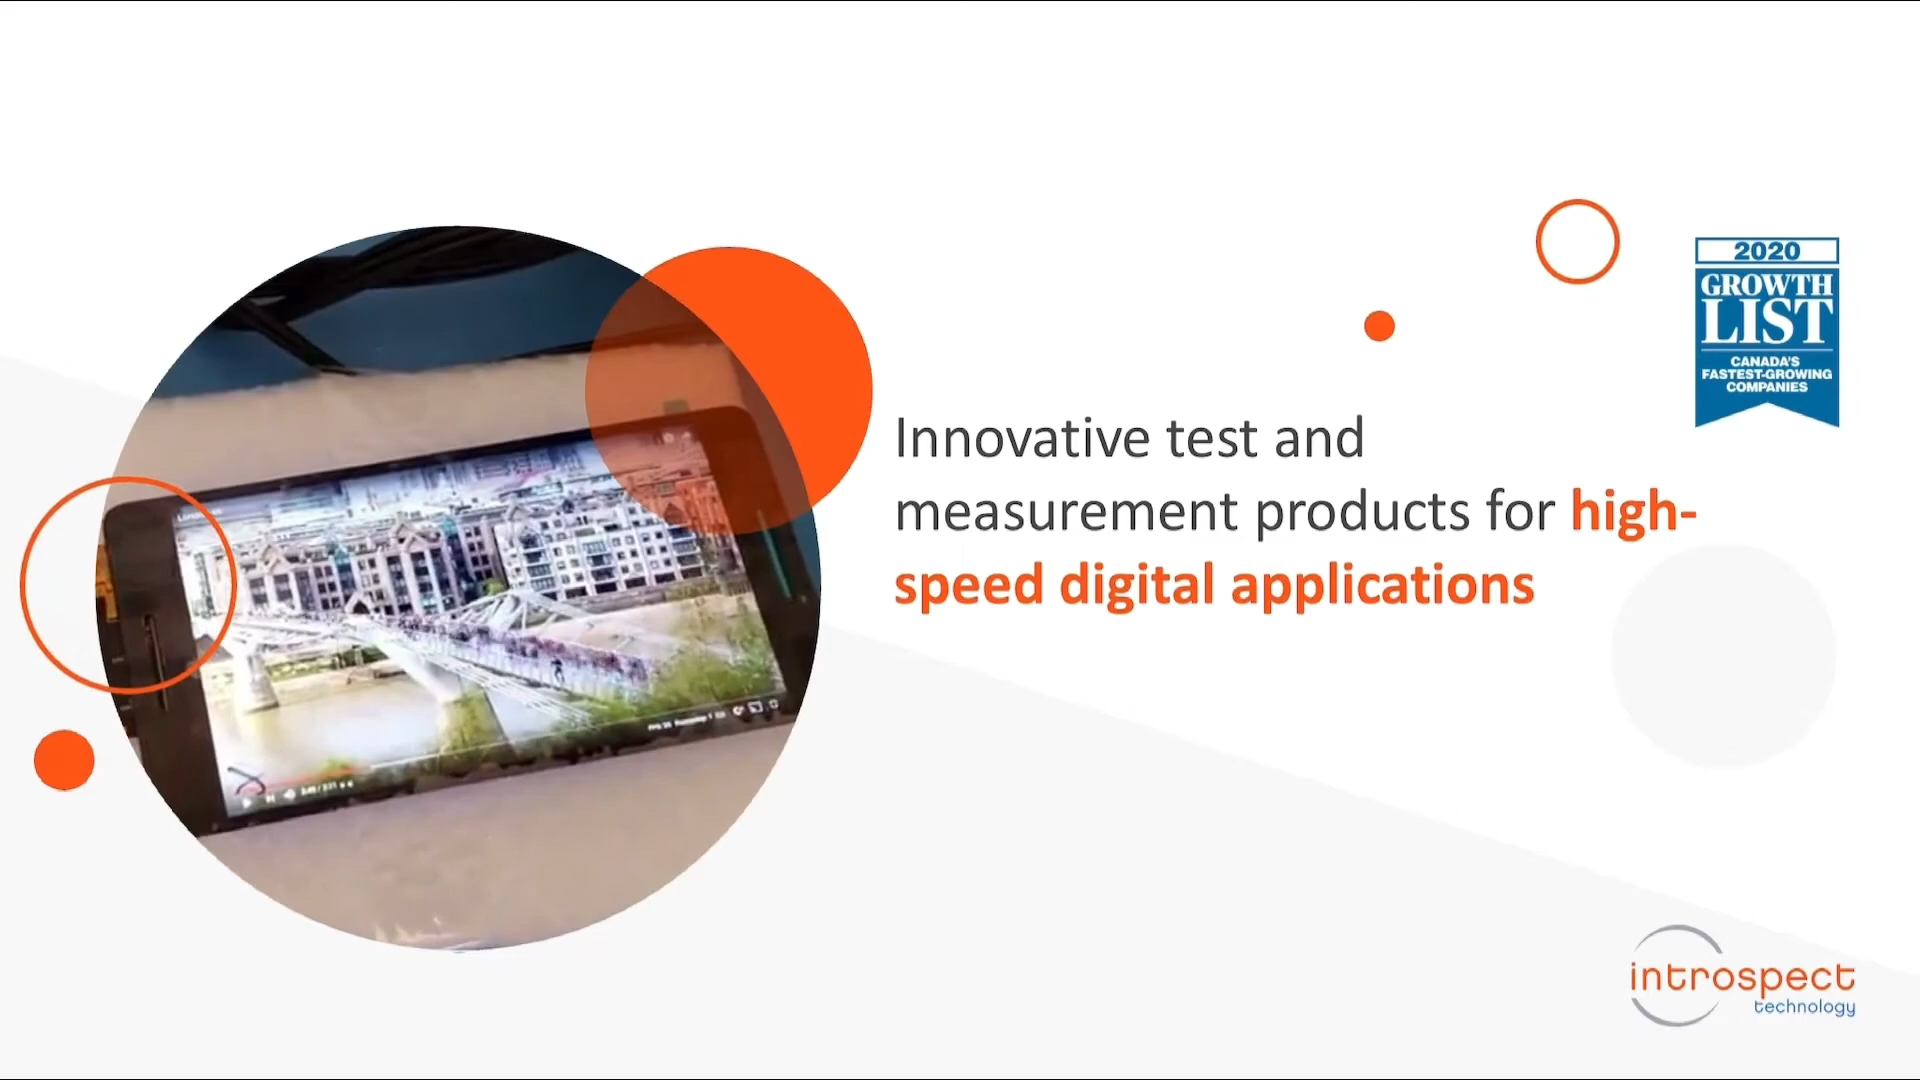 2020
GROWTH
LIST
CANADA'S
FASTEST-GROWING
COMPANIES
Innovative test and
measurement products for high-
speed digital applications
introspect
technology